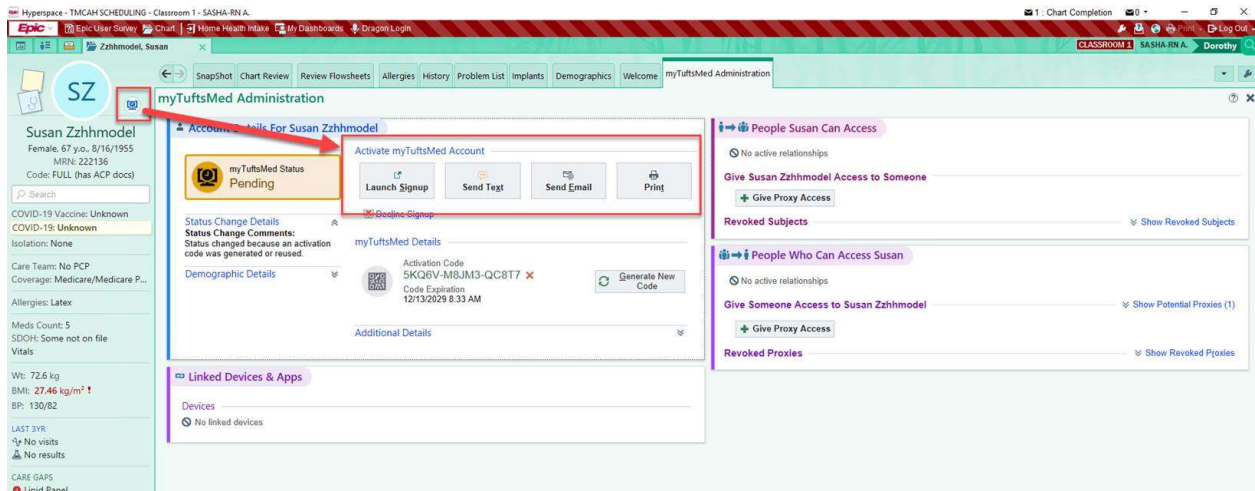 Hyperspace - TMCAH SCHEDULING - Classroom 1 - SASHA-RN A.
1 : Chart Completion
0
Epic
Epic User Survey
Chart
Home Health Intake
My Dashboards
Dragon Login
Print
Log Out
Zzhhmodel, Susan
CLASSROOM 1
SASHA-RN A.
Dorothy
SnapShot
Chart Review
Review Flowsheets
Allergies
History
Problem List
Implants
Demographics
Welcome
myTuftsMed Administration
SZ
Susan Zzhhmodel
Female, 67 y.o., 8/16/1955
MRN: 222136
Code: FULL (has ACP docs)
Search
COVID-19 Vaccine: Unknown
COVID-19: Unknown
Isolation: None
Care Team: No PCP
Coverage: Medicare/Medicare P...
Allergies: Latex
Meds Count: 5
SDOH: Some not on file
Vitals
Wt: 72.6 kg
BMI: 27.46 kg/m² !
BP: 130/82
LAST 3YR
No visits
No results
CARE GAPS
Lipid Panel
myTuftsMed Administration
Account Details For Susan Zzhhmodel
myTuftsMed Status
Pending
Status Change Details
Status Change Comments:
Status changed because an activation
code was generated or reused.
Demographic Details
Activate myTuftsMed Account
Launch Signup
Send Text
Send Email
Print
Decline Signup
myTuftsMed Details
Activation Code
5KQ6V-M8JM3-QC8T7
Code Expiration
12/13/2029 8:33 AM
Generate New
Code
Additional Details
Linked Devices & Apps
Devices
No linked devices
People Susan Can Access
No active relationships
Give Susan Zzhhmodel Access to Someone
Give Proxy Access
Revoked Subjects
Show Revoked Subjects
People Who Can Access Susan
No active relationships
Give Someone Access to Susan Zzhhmodel
Show Potential Proxies (1)
Give Proxy Access
Revoked Proxies
Show Revoked Proxies